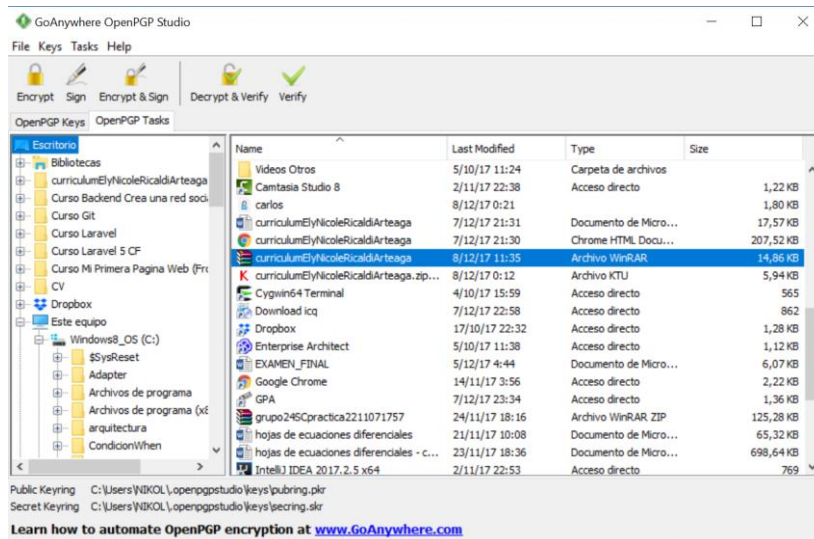 GoAnywhere OpenPGP Studio
File Keys Tasks Help
Encrypt Sign Encrypt & Sign Decrypt & Verify Verify
OpenPGP Keys OpenPGP Tasks
Escritorio
Bibliotecas
curriculumElyNicoleRicaldiArteaga
Curso Backend Crea una red soci
Curso Git
Curso Laravel
Curso Laravel 5 CF
Curso Mi Primera Pagina Web (Fr
CV
Dropbox
Este equipo
Windows8_OS (C:)
$SysReset
Adapter
Archivos de programa
Archivos de programa (x8
arquitectura
CondicionWhen
Name Last Modified Type Size
Videos Otros 5/10/17 11:24 Carpeta de archivos
Camtasia Studio 8 2/11/17 22:38 Acceso directo 1,22 KB
carlos 8/12/17 0:21 1,80 KB
curriculumElyNicoleRicaldiArteaga 7/12/17 21:31 Documento de Micro... 17,57 KB
curriculumElyNicoleRicaldiArteaga 7/12/17 21:30 Chrome HTML Docu... 207,52 KB
curriculumElyNicoleRicaldiArteaga 8/12/17 11:35 Archivo WinRAR 14,86 KB
curriculumElyNicoleRicaldiArteaga.zip... 8/12/17 0:12 Archivo KTU 5,94 KB
Cygwin64 Terminal 4/10/17 15:59 Acceso directo 565
Download icq 7/12/17 22:58 Acceso directo 862
Dropbox 17/10/17 22:32 Acceso directo 1,28 KB
Enterprise Architect 5/10/17 11:38 Acceso directo 1,12 KB
EXAMEN_FINAL 5/12/17 4:44 Documento de Micro... 6,07 KB
Google Chrome 14/11/17 3:56 Acceso directo 2,22 KB
GPA 7/12/17 23:34 Acceso directo 1,36 KB
grupo24SCpractica2211071757 24/11/17 18:16 Archivo WinRAR ZIP 125,28 KB
hojas de ecuaciones diferenciales 21/11/17 10:08 Documento de Micro... 65,32 KB
hojas de ecuaciones diferenciales - c... 23/11/17 18:36 Documento de Micro... 698,64 KB
IntelliJ IDEA 2017.2.5 x64 2/11/17 22:53 Acceso directo 769
Public Keyring C:\Users\NIKOL\.openpgpstudio\keys\pubring.pkr
Secret Keyring C:\Users\NIKOL\.openpgpstudio\keys\secring.skr
Learn how to automate OpenPGP encryption at www.GoAnywhere.com